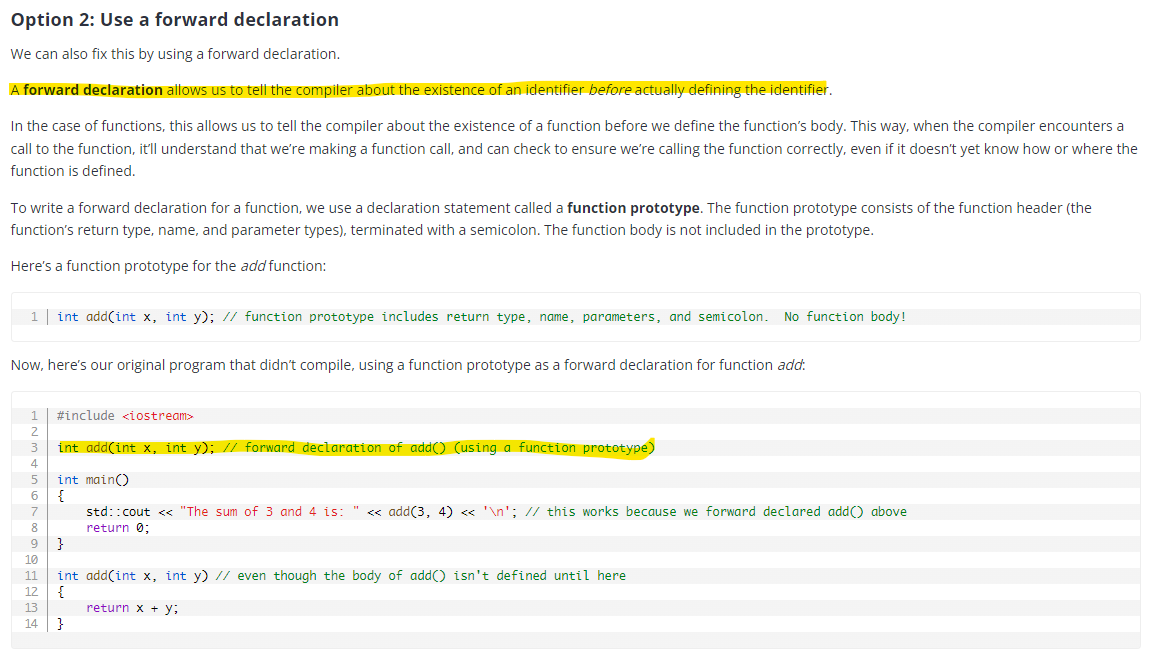 Option 2: Use a forward declaration
We can also fix this by using a forward declaration.
A forward declaration allows us to tell the compiler about the existence of an identifier before actually defining the identifier.
In the case of functions, this allows us to tell the compiler about the existence of a function before we define the function's body. This way, when the compiler encounters a
call to the function, it'll understand that we're making a function call, and can check to ensure we're calling the function correctly, even if it doesn't yet know how or where the
function is defined.
To write a forward declaration for a function, we use a declaration statement called a function prototype. The function prototype consists of the function header (the
function's return type, name, and parameter types), terminated with a semicolon. The function body is not included in the prototype.
Here's a function prototype for the add function:
1 int add(int x, int y); // function prototype includes return type, name, parameters, and semicolon.  No function body!
Now, here's our original program that didn't compile, using a function prototype as a forward declaration for function add:
1 #include <iostream>
2
3 int add(int x, int y); // forward declaration of add() (using a function prototype)
4
5 int main()
6 {
7     std::cout << "The sum of 3 and 4 is: " << add(3, 4) << '\n'; // this works because we forward declared add() above
8     return 0;
9 }
10
11 int add(int x, int y) // even though the body of add() isn't defined until here
12 {
13     return x + y;
14 }